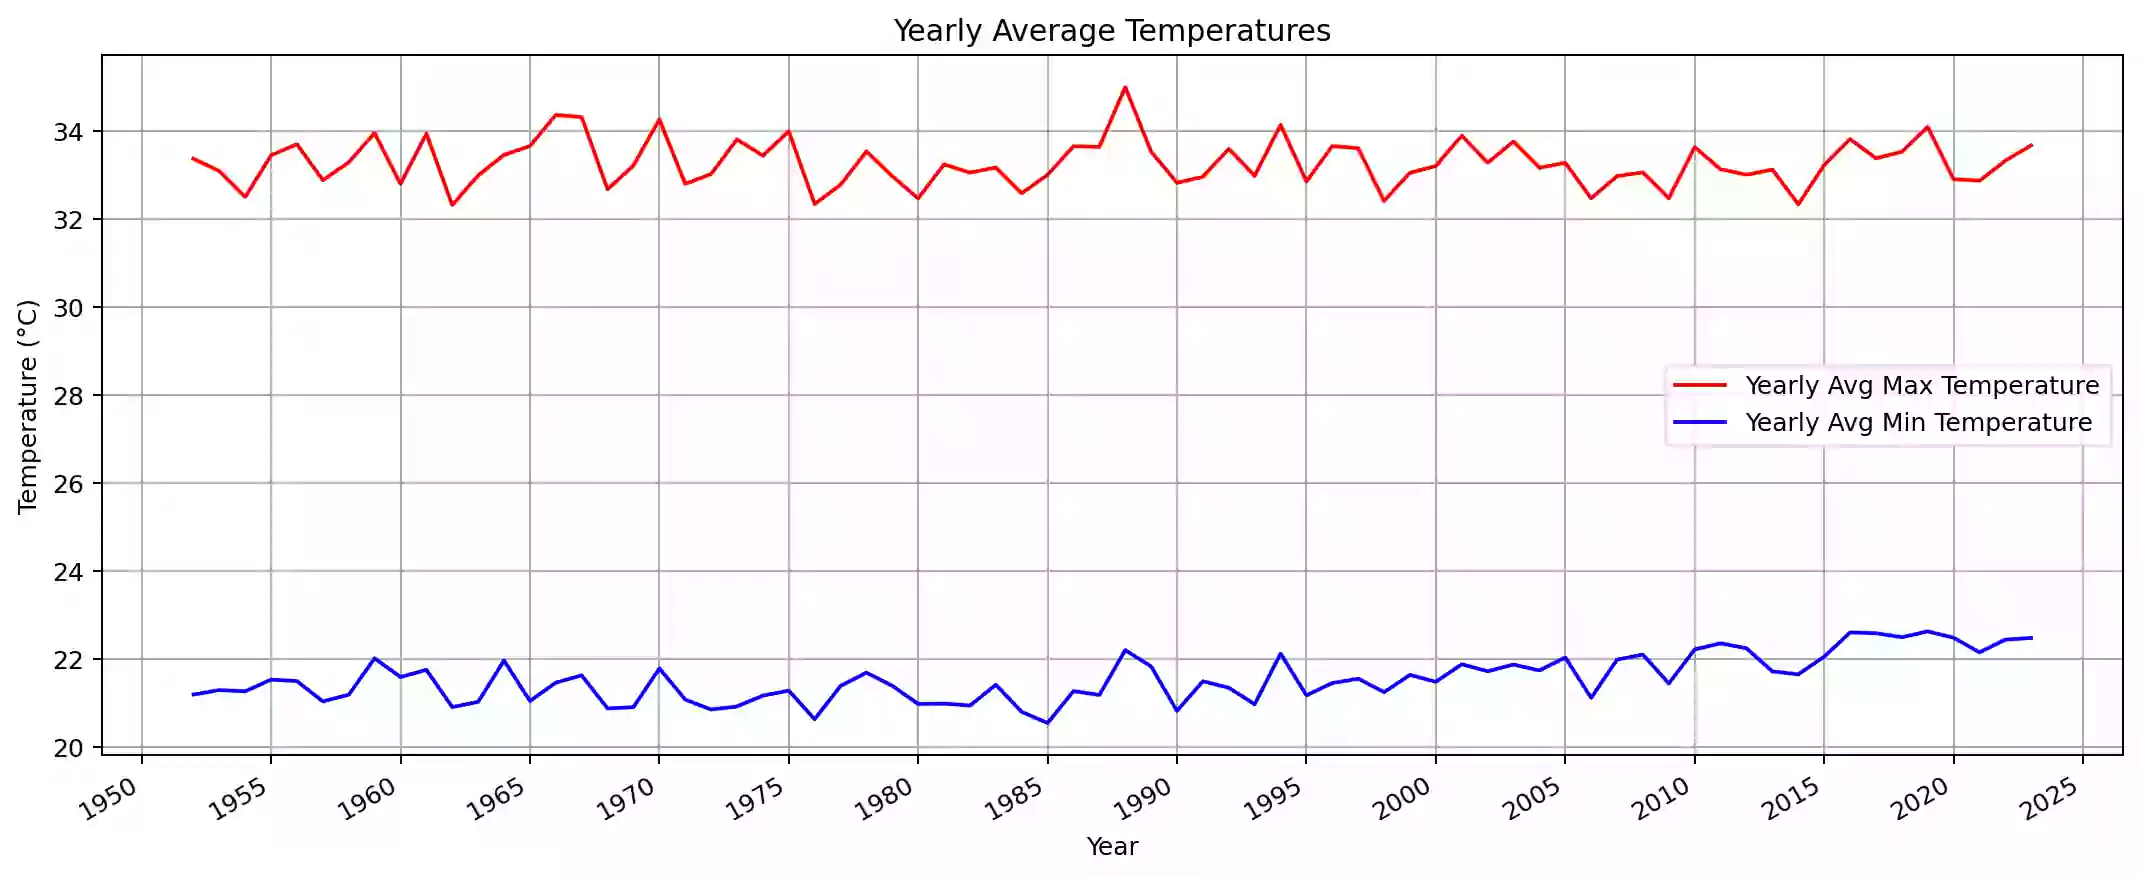 Yearly Average Temperatures
Temperature (°C)
34
32
30
28
26
24
22
20
Yearly Avg Max Temperature
Yearly Avg Min Temperature
1950 1955 1960 1965 1970 1975 1980 1985 1990 1995 2000 2005 2010 2015 2020 2025
Year